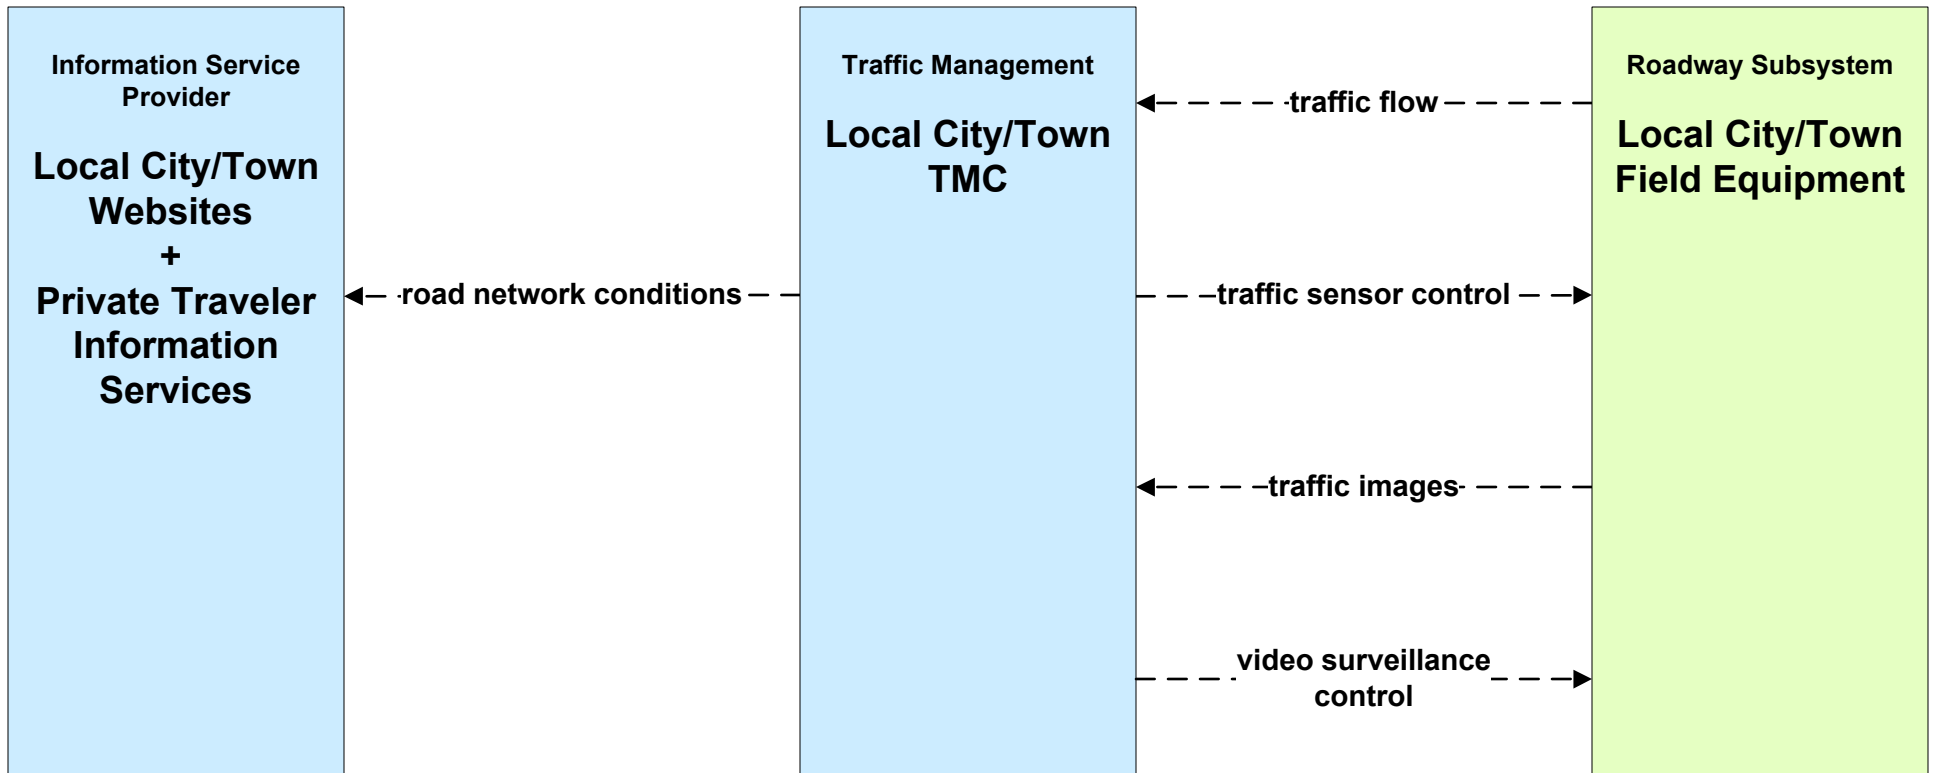 Information Service
Provider
Local City/Town
Websites
+
Private Traveler
Information
Services
road network conditions
Traffic Management
Local City/Town
TMC
traffic flow
traffic sensor control
traffic images
video surveillance
control
Roadway Subsystem
Local City/Town
Field Equipment